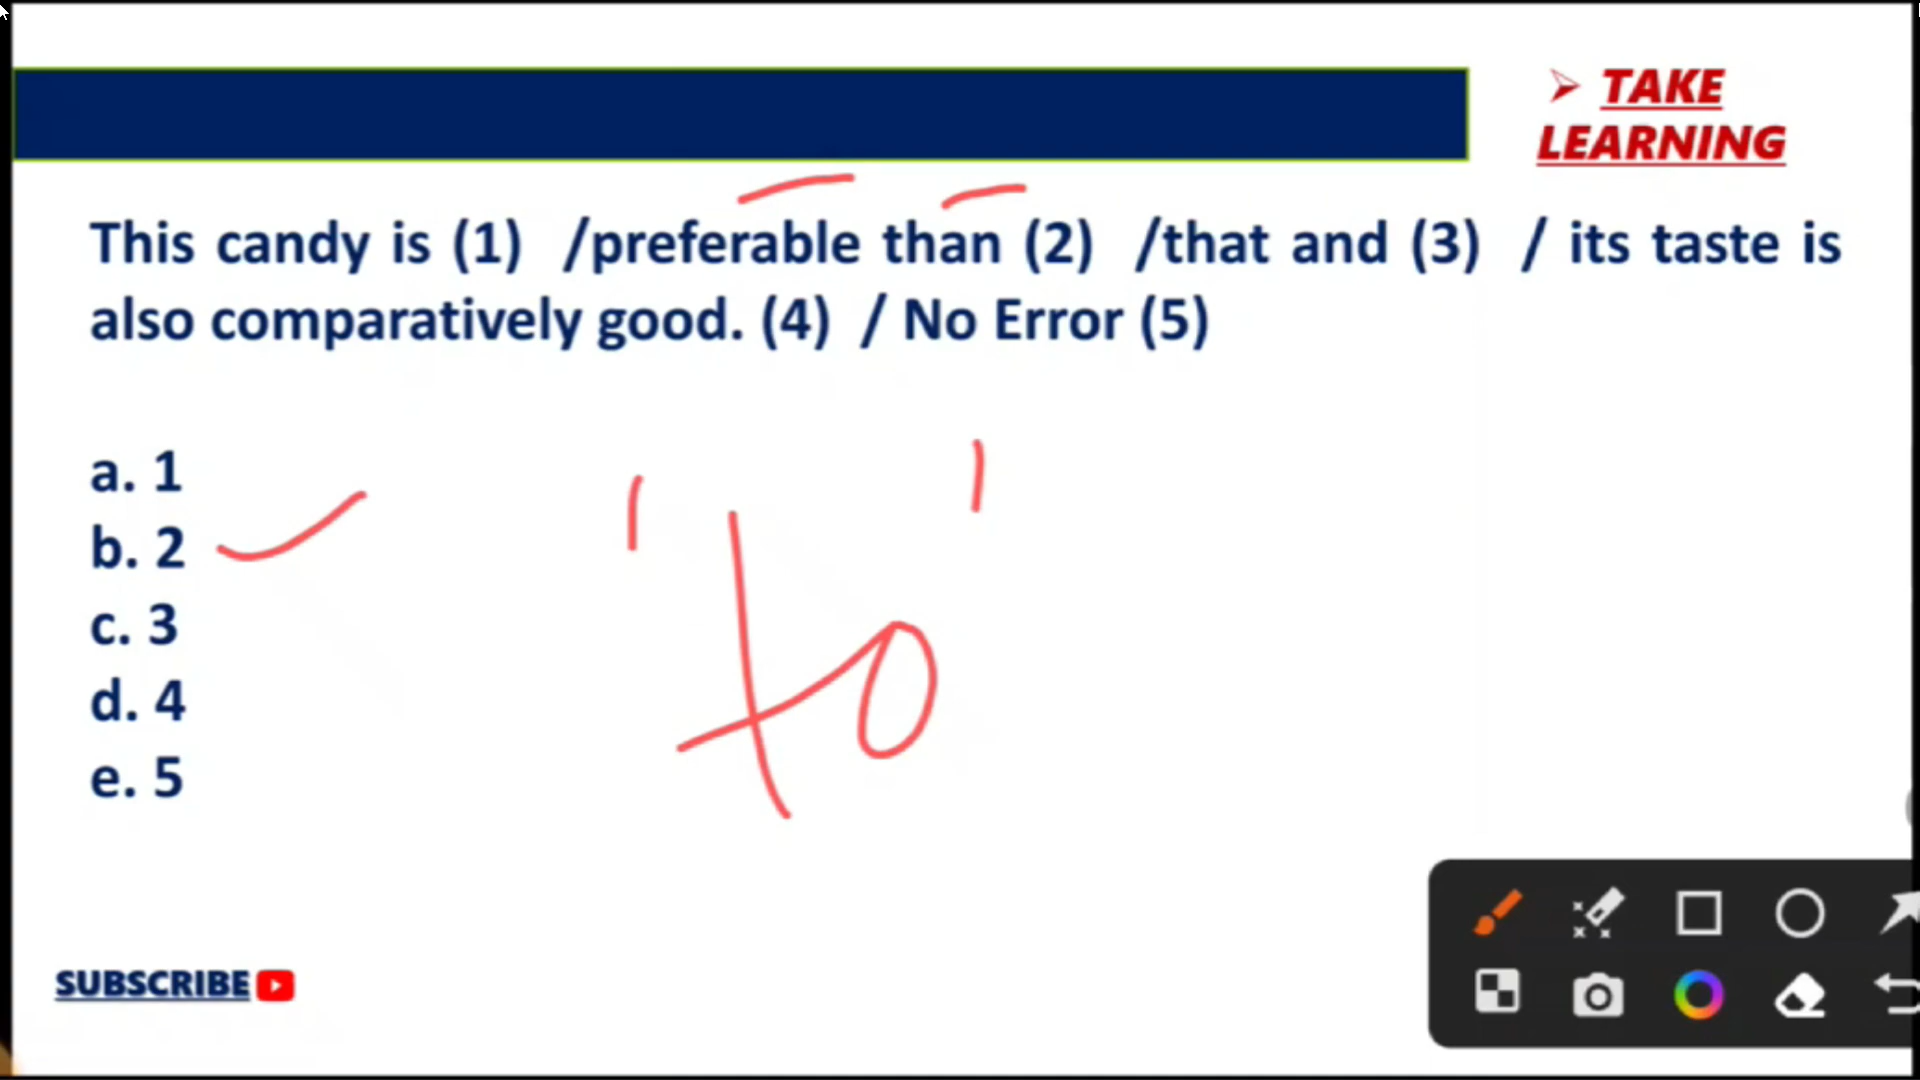 TAKE
LEARNING
This candy is (1) /preferable than (2) /that and (3) / its taste is
also comparatively good. (4) / No Error (5)
a. 1
b. 2
c. 3
d. 4
e. 5
' to '
SUBSCRIBE